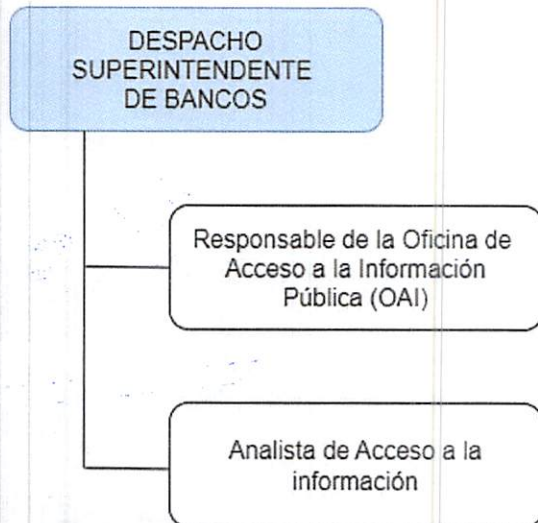 DESPACHO
SUPERINTENDENTE
DE BANCOS
Responsable de la Oficina de
Acceso a la Información
Pública (OAI)
Analista de Acceso a la
información